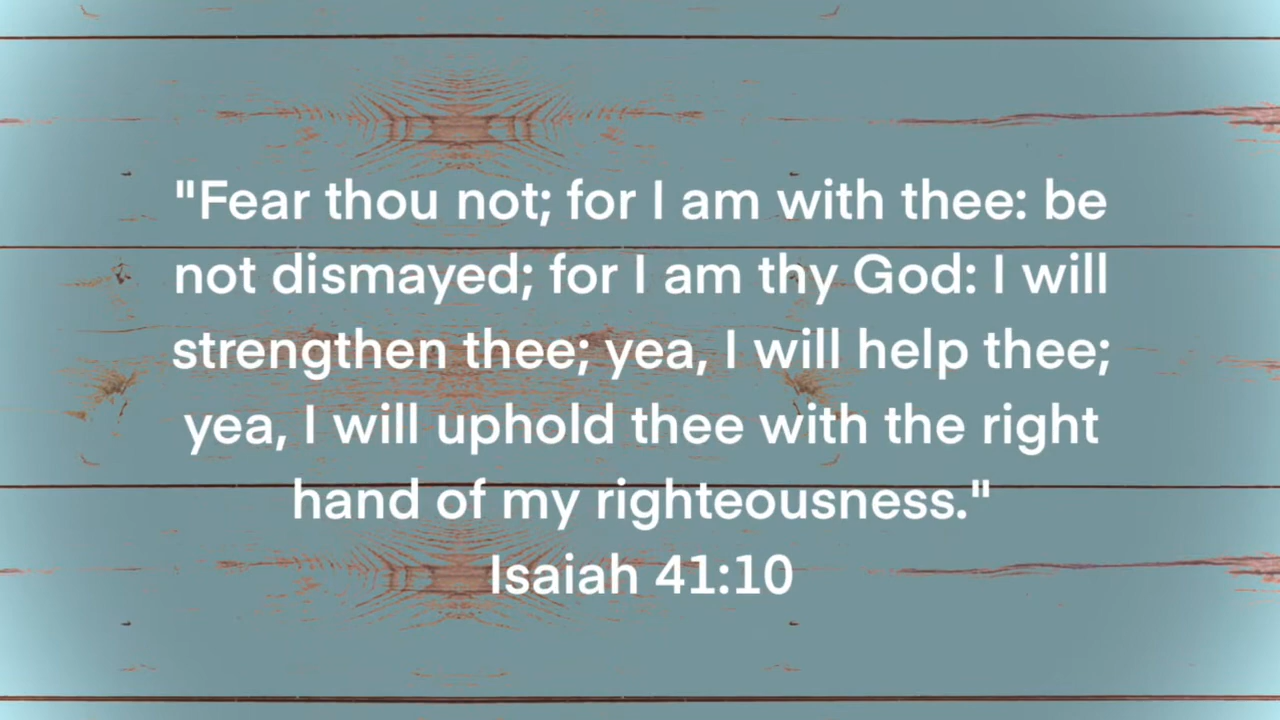 "Fear thou not; for I am with thee: be
not dismayed; for I am thy God: I will
strengthen thee; yea, I will help thee;
yea, I will uphold thee with the right
hand of my righteousness."
Isaiah 41:10